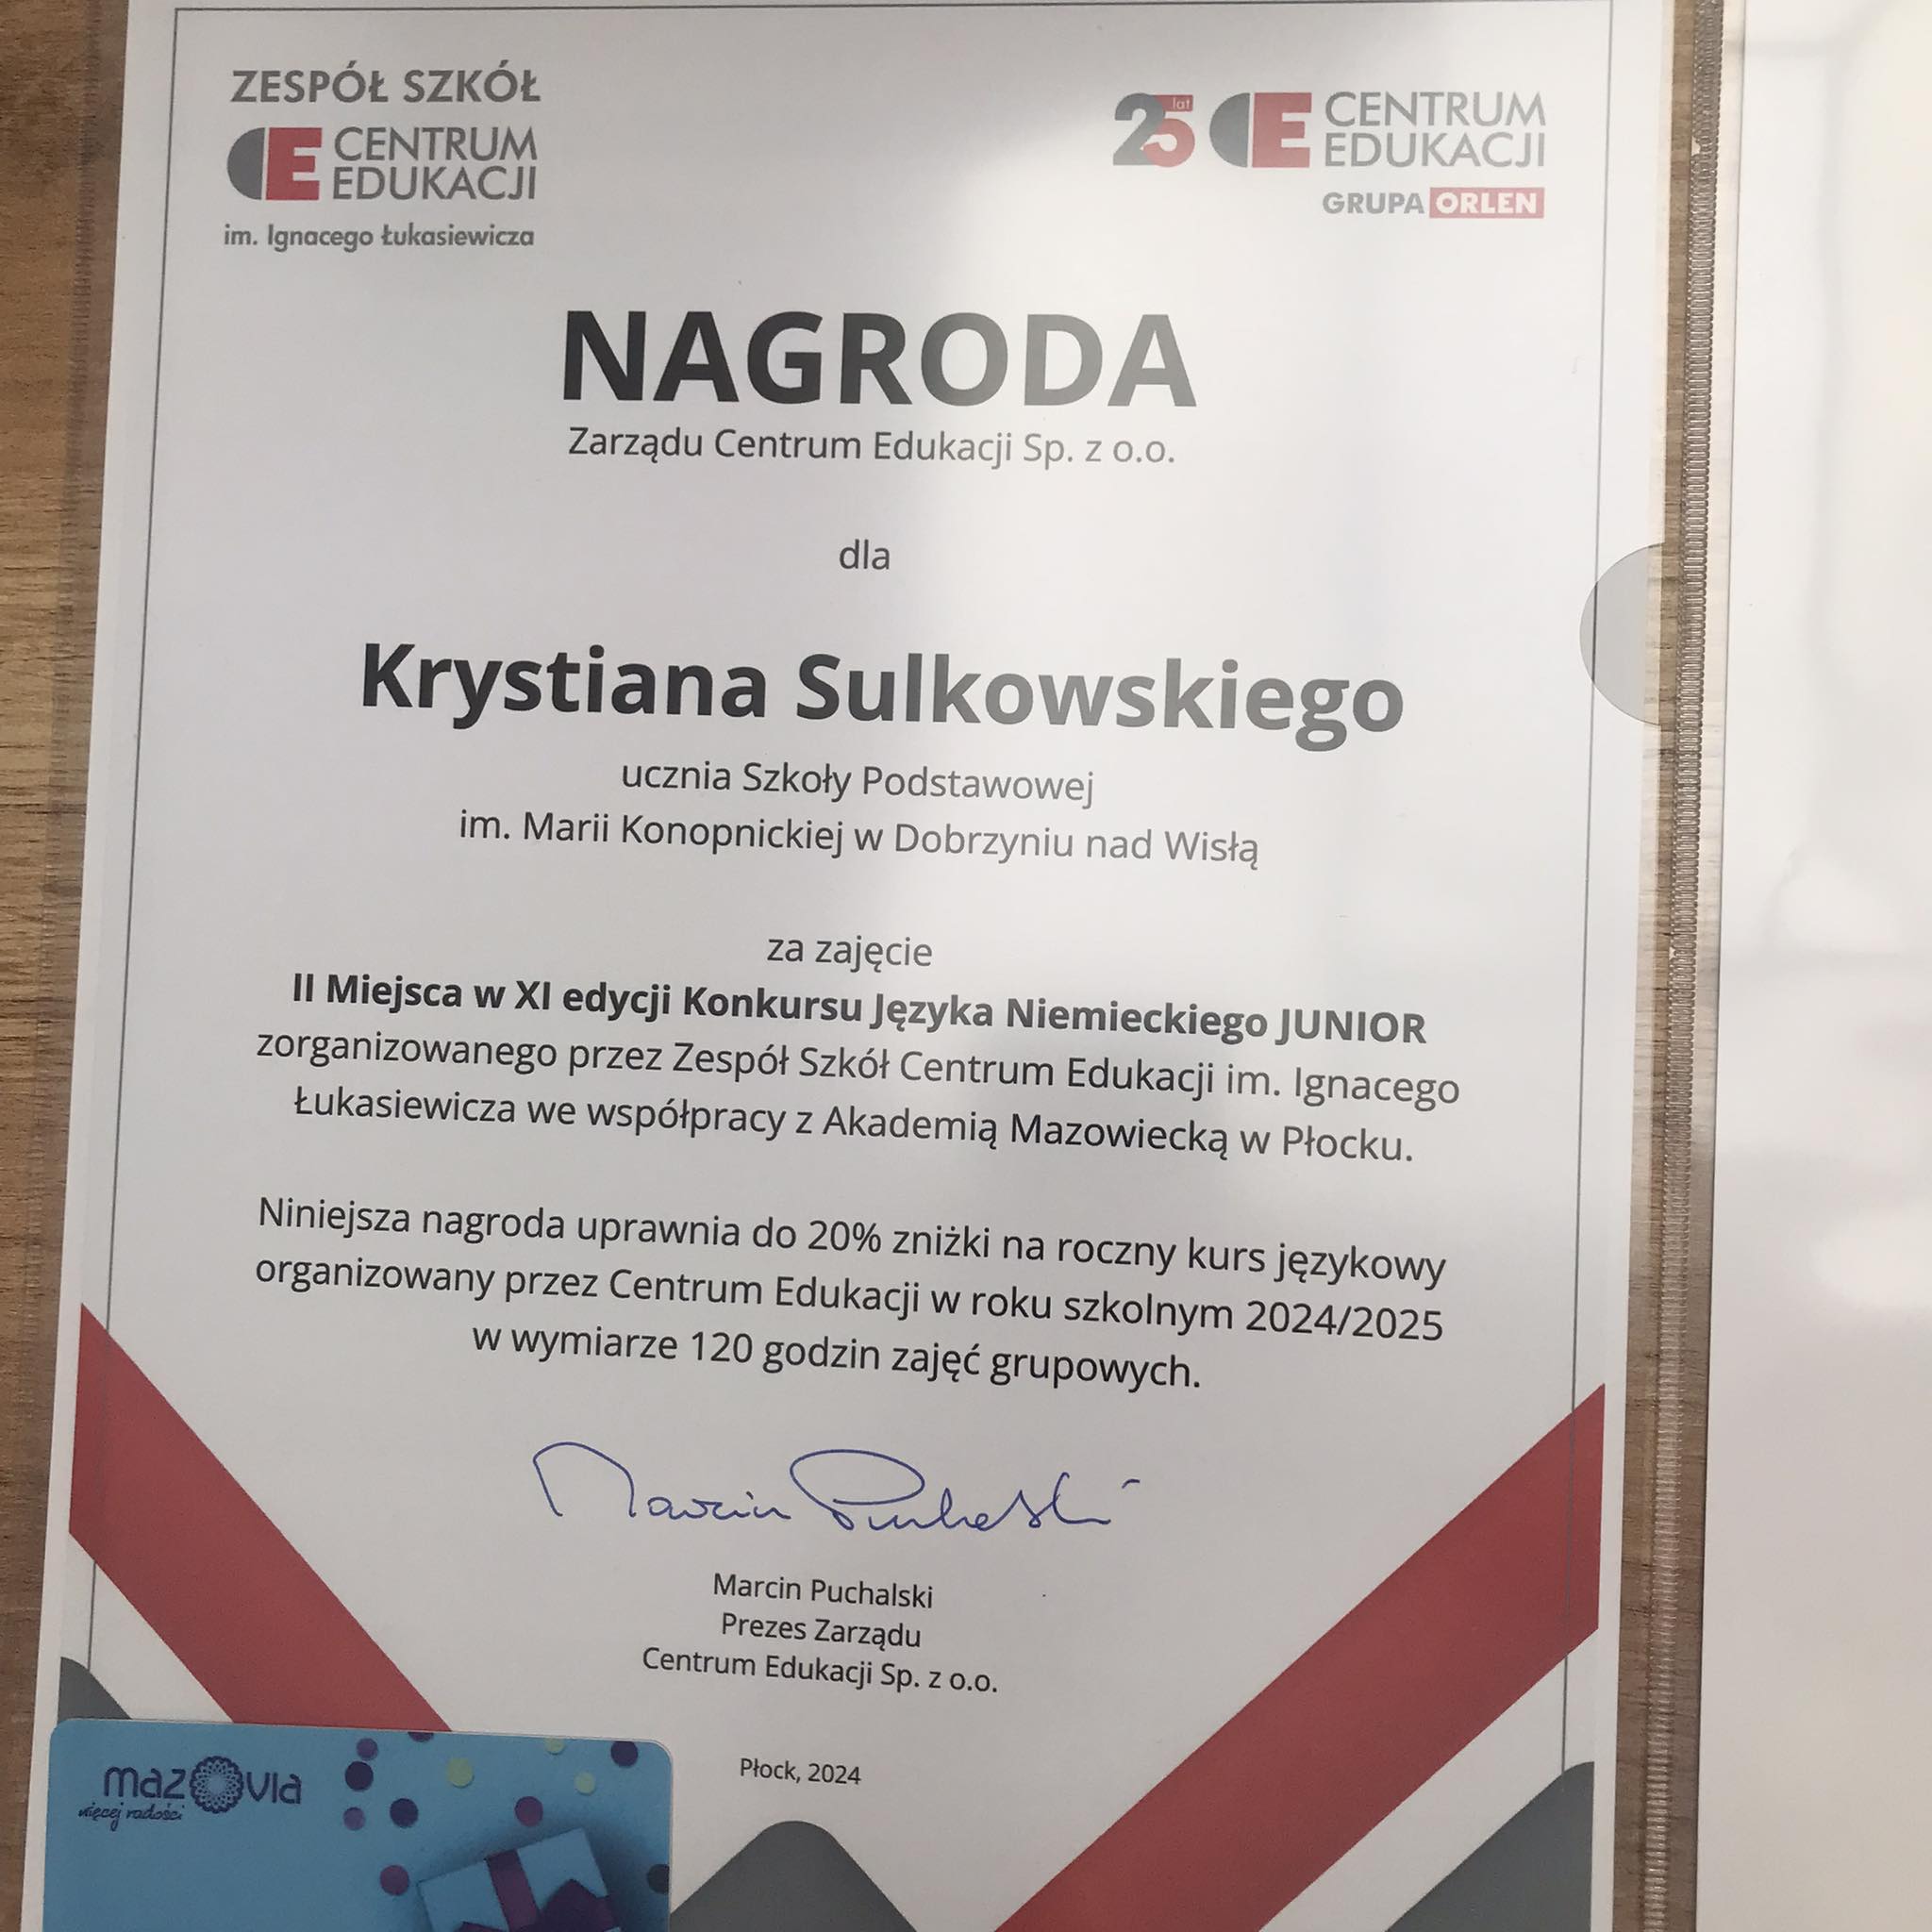 ZESPÓŁ SZKÓŁ
CE CENTRUM
EDUKACJI
im. Ignacego Łukasiewicza
25 lat CE CENTRUM
EDUKACJI
GRUPA ORLEN
NAGRODA
Zarządu Centrum Edukacji Sp. z o.o.
dla
Krystiana Sulkowskiego
ucznia Szkoły Podstawowej
im. Marii Konopnickiej w Dobrzyniu nad Wisłą
za zajęcie
II Miejsca w XI edycji Konkursu Języka Niemieckiego JUNIOR
zorganizowanego przez Zespół Szkół Centrum Edukacji im. Ignacego
Łukasiewicza we współpracy z Akademią Mazowiecką w Płocku.
Niniejsza nagroda uprawnia do 20% zniżki na roczny kurs językowy
organizowany przez Centrum Edukacji w roku szkolnym 2024/2025
w wymiarze 120 godzin zajęć grupowych.
Marcin Puchalski
Marcin Puchalski
Prezes Zarządu
Centrum Edukacji Sp. z o.o.
Płock, 2024
mazovia
więcej radości